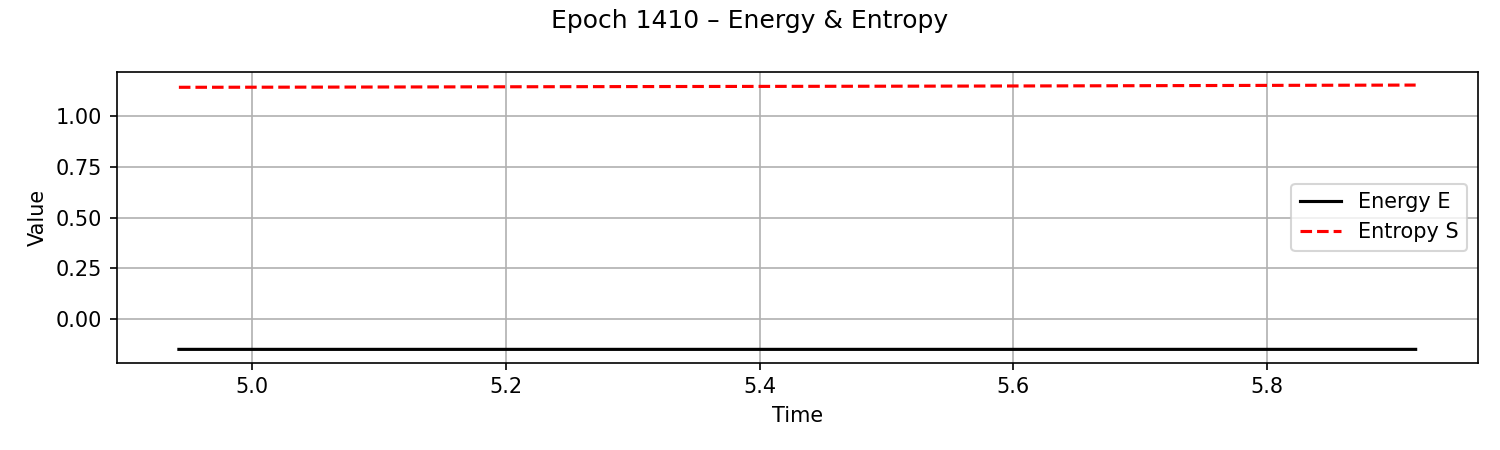 Epoch 1410 – Energy & Entropy
1.00
0.75
0.50
0.25
0.00
Value
Energy E
Entropy S
5.0 5.2 5.4 5.6 5.8
Time